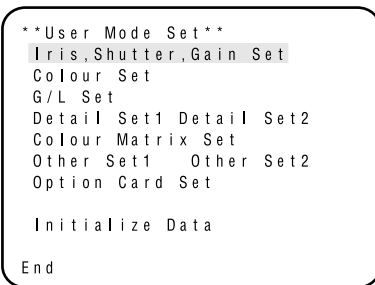 **User Mode Set**
Iris,Shutter,Gain Set
Colour Set
G/L Set
Detail Set1 Detail Set2
Colour Matrix Set
Other Set1 Other Set2
Option Card Set
Initialize Data
End